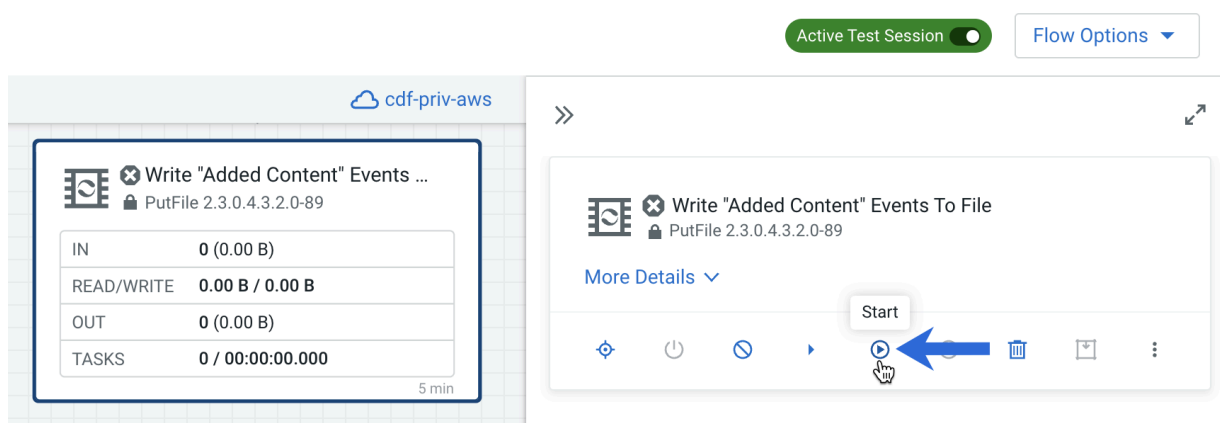 Active Test Session
Flow Options
cdf-priv-aws
Write "Added Content" Events ...
PutFile 2.3.0.4.3.2.0-89
IN 0 (0.00 B)
READ/WRITE 0.00 B / 0.00 B
OUT 0 (0.00 B)
TASKS 0 / 00:00:00.000
5 min
Write "Added Content" Events To File
PutFile 2.3.0.4.3.2.0-89
More Details
Start